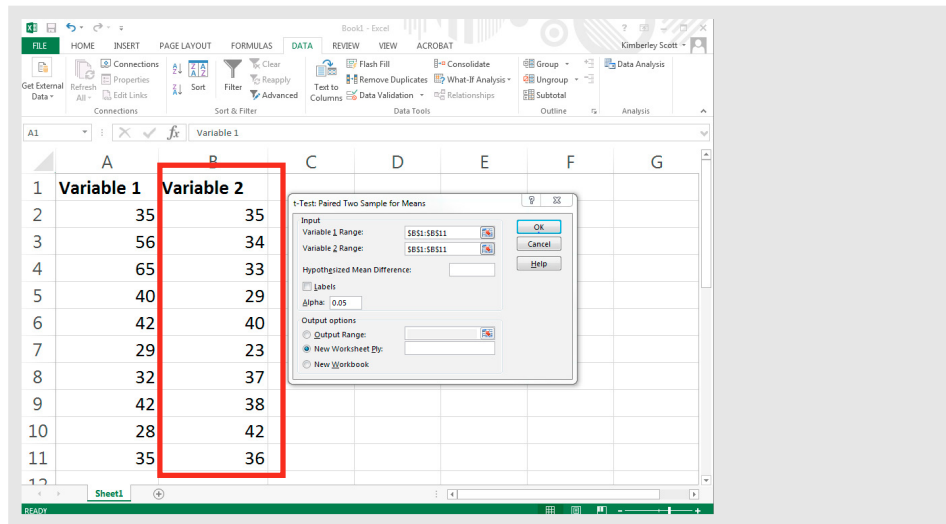 Book1 - Excel
FILE HOME INSERT PAGE LAYOUT FORMULAS DATA REVIEW VIEW ACROBAT Kimberley Scott
Get External Data
Connections
Refresh All
Properties
Edit Links
Connections
Sort
Filter
Clear
Reapply
Advanced
Sort & Filter
Text to Columns
Flash Fill
Remove Duplicates
Data Validation
Consolidate
What-If Analysis
Relationships
Data Tools
Group
Ungroup
Subtotal
Outline
Data Analysis
Analysis
A1 fx Variable 1
A B C D E F G
1 Variable 1 Variable 2
2 35 35
3 56 34
4 65 33
5 40 29
6 42 40
7 29 23
8 32 37
9 42 38
10 28 42
11 35 36
12
t-Test: Paired Two Sample for Means
Input
Variable 1 Range: $B$1:$B$11
Variable 2 Range: $B$1:$B$11
Hypothesized Mean Difference:
Labels
Alpha: 0.05
Output options
Output Range:
New Worksheet Ply:
New Workbook
OK
Cancel
Help
Sheet1
READY